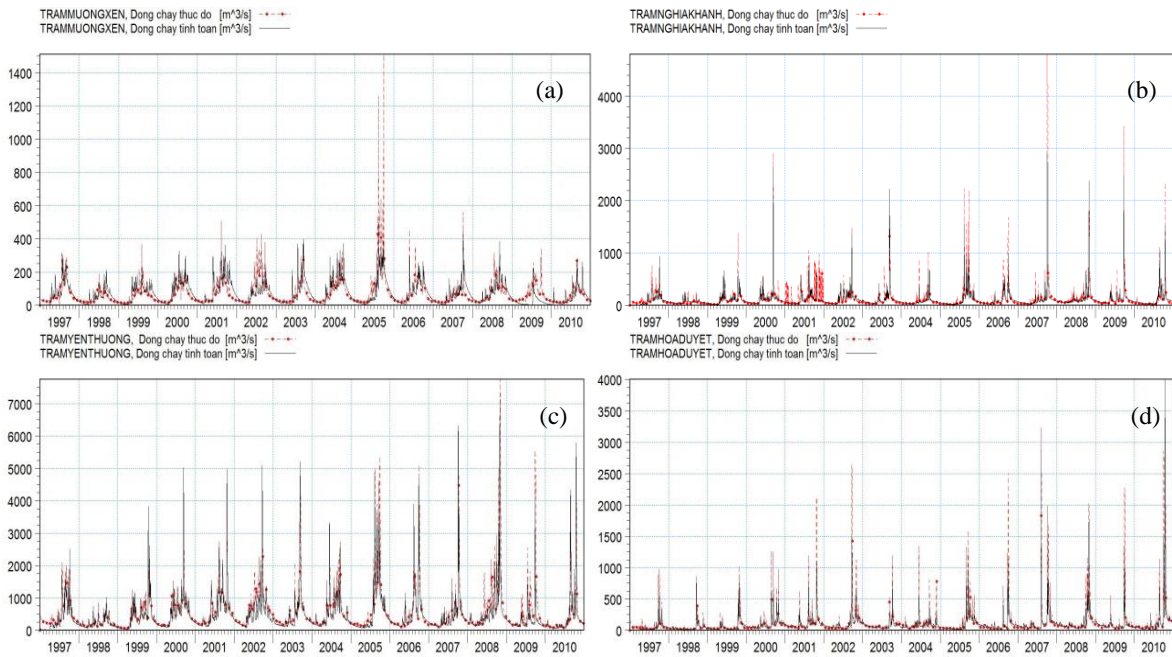 TRAMMUONGXEN, Dong chay thuc do [m^3/s]
TRAMMUONGXEN, Dong chay tinh toan [m^3/s]
1400
1200
1000
800
600
400
200
0
(a)
1997 1998 1999 2000 2001 2002 2003 2004 2005 2006 2007 2008 2009 2010
TRAMNGHIAKHANH, Dong chay thuc do [m^3/s]
TRAMNGHIAKHANH, Dong chay tinh toan [m^3/s]
4000
3000
2000
1000
0
(b)
1997 1998 1999 2000 2001 2002 2003 2004 2005 2006 2007 2008 2009 2010
TRAMYENTHUONG, Dong chay thuc do [m^3/s]
TRAMYENTHUONG, Dong chay tinh toan [m^3/s]
7000
6000
5000
4000
3000
2000
1000
0
(c)
1997 1998 1999 2000 2001 2002 2003 2004 2005 2006 2007 2008 2009 2010
TRAMHOADUYET, Dong chay thuc do [m^3/s]
TRAMHOADUYET, Dong chay tinh toan [m^3/s]
4000
3500
3000
2500
2000
1500
1000
500
0
(d)
1997 1998 1999 2000 2001 2002 2003 2004 2005 2006 2007 2008 2009 2010